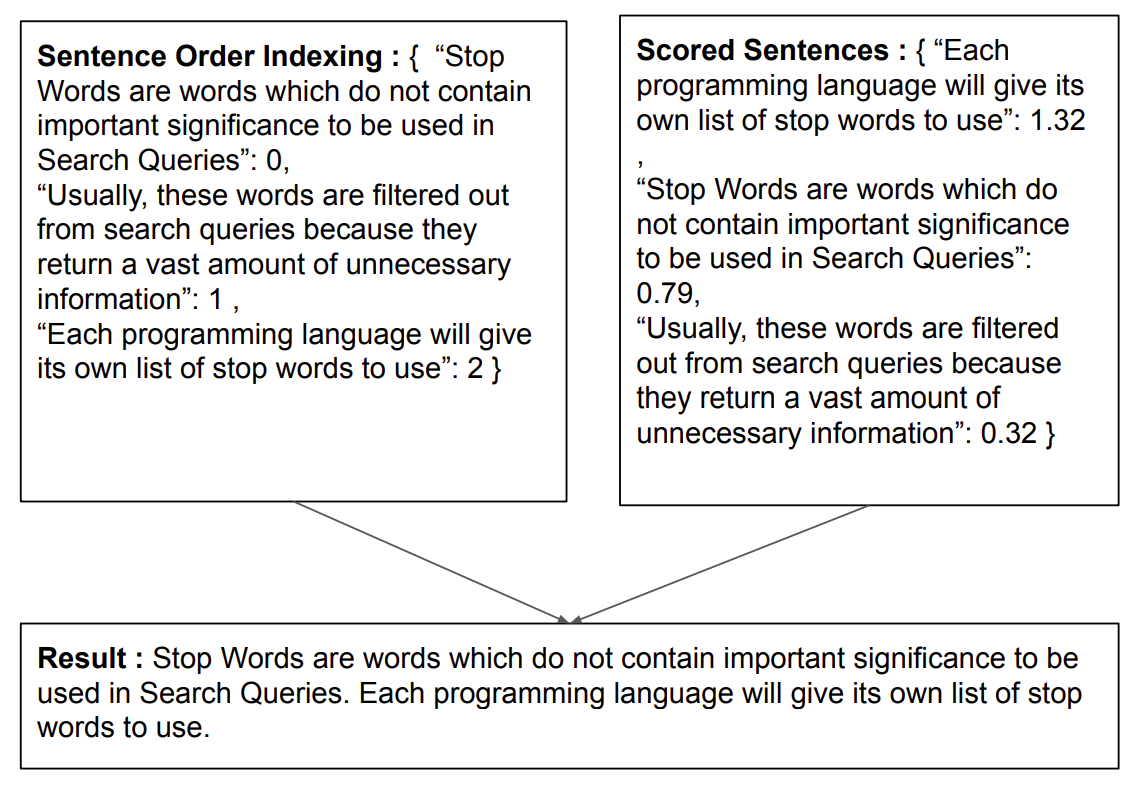 Sentence Order Indexing : {  “Stop
Words are words which do not contain
important significance to be used in
Search Queries”: 0,
“Usually, these words are filtered out
from search queries because they
return a vast amount of unnecessary
information”: 1 ,
“Each programming language will give
its own list of stop words to use”: 2 }
Scored Sentences : { “Each
programming language will give its
own list of stop words to use”: 1.32
,
“Stop Words are words which do
not contain important significance
to be used in Search Queries”:
0.79,
“Usually, these words are filtered
out from search queries because
they return a vast amount of
unnecessary information”: 0.32 }
Result : Stop Words are words which do not contain important significance to be
used in Search Queries. Each programming language will give its own list of stop
words to use.